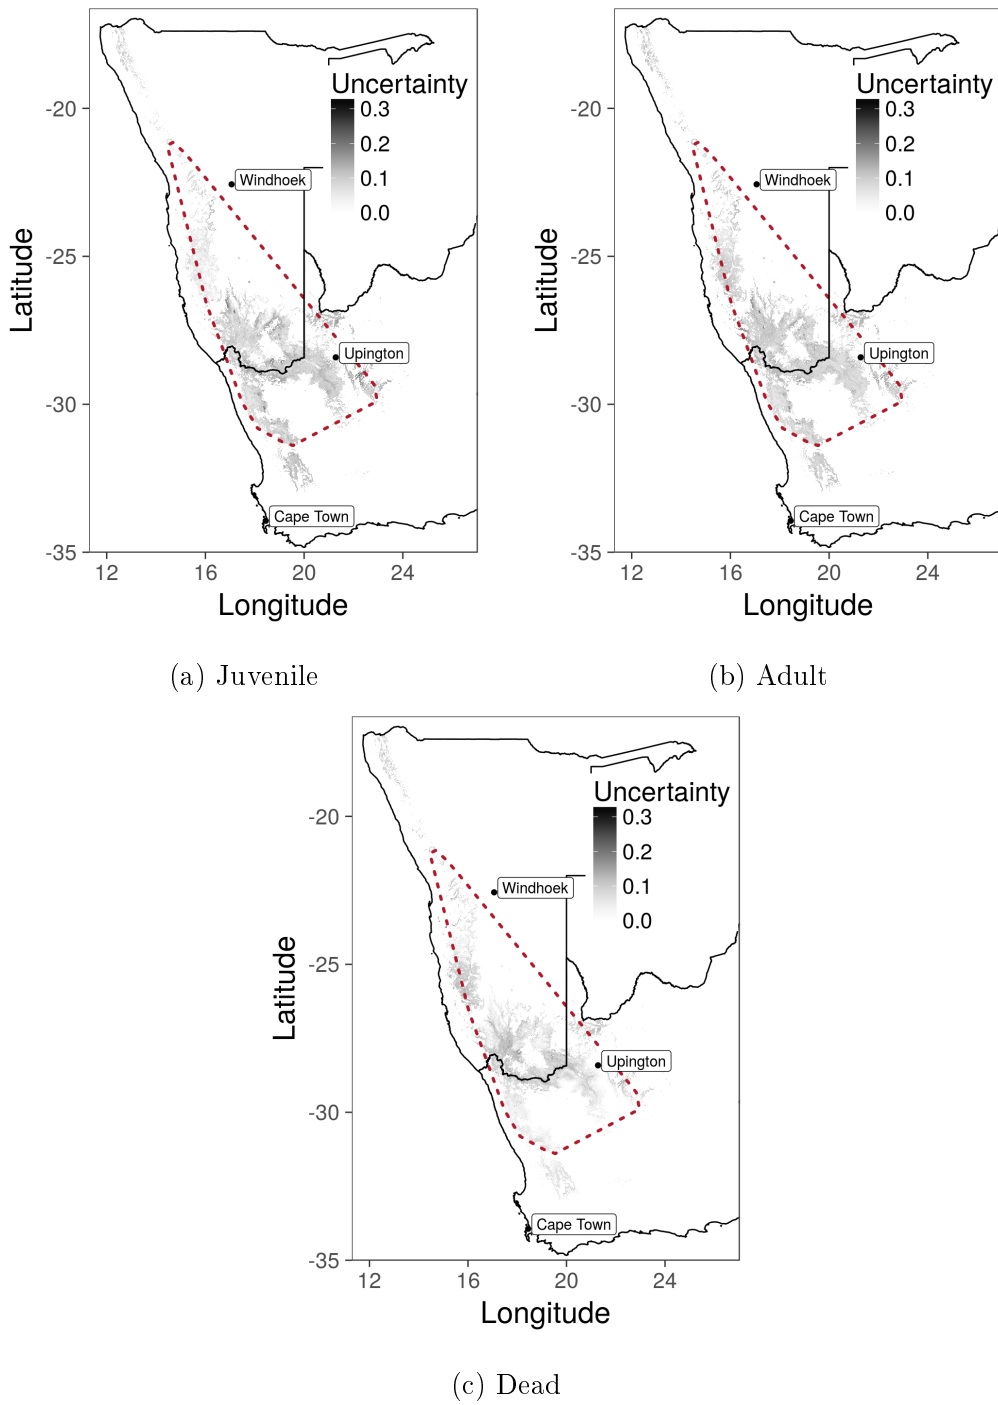 Uncertainty
0.3
0.2
0.1
0.0
-20
-25
-30
-35
Latitude
Windhoek
Upington
Cape Town
12 16 20 24
Longitude
(a) Juvenile
Uncertainty
0.3
0.2
0.1
0.0
-20
-25
-30
-35
Latitude
Windhoek
Upington
Cape Town
12 16 20 24
Longitude
(b) Adult
Uncertainty
0.3
0.2
0.1
0.0
-20
-25
-30
-35
Latitude
Windhoek
Upington
Cape Town
12 16 20 24
Longitude
(c) Dead